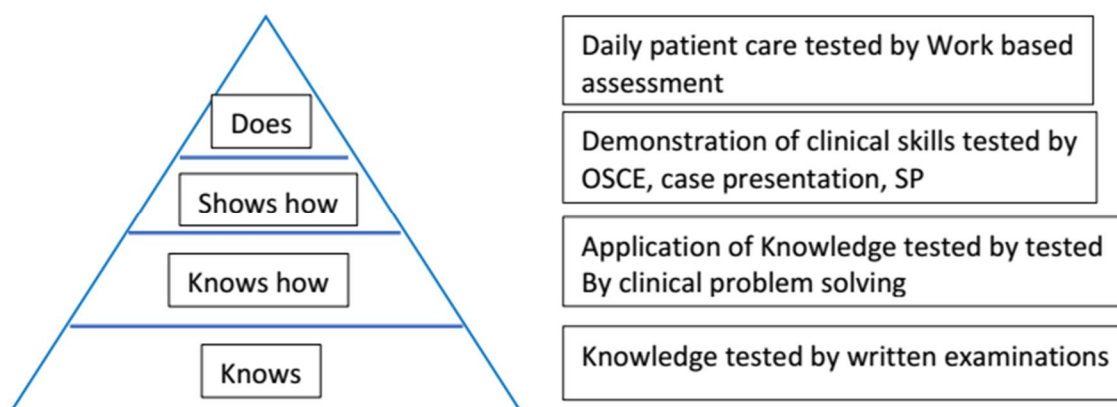 Does
Daily patient care tested by Work based
assessment
Shows how
Demonstration of clinical skills tested by
OSCE, case presentation, SP
Knows how
Application of Knowledge tested by tested
By clinical problem solving
Knows
Knowledge tested by written examinations